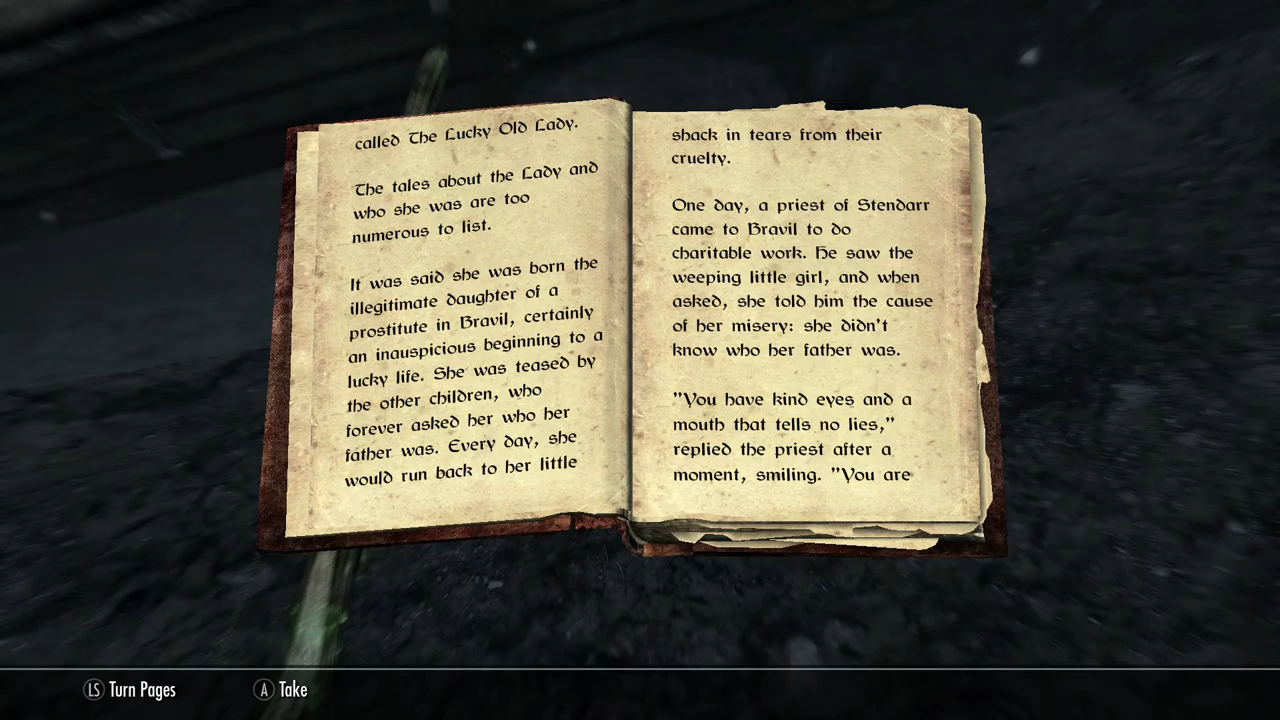 called The Lucky Old Lady.
The tales about the Lady and
who she was are too
numerous to list.
It was said she was born the
illegitimate daughter of a
prostitute in Bravil, certainly
an inauspicious beginning to a
lucky life. She was teased by
the other children, who
forever asked her who her
father was. Every day, she
would run back to her little
shack in tears from their
cruelty.
One day, a priest of Stendarr
came to Bravil to do
charitable work. He saw the
weeping little girl, and when
asked, she told him the cause
of her misery: she didn't
know who her father was.
"You have kind eyes and a
mouth that tells no lies,"
replied the priest after a
moment, smiling. "You are
LS Turn Pages
A Take